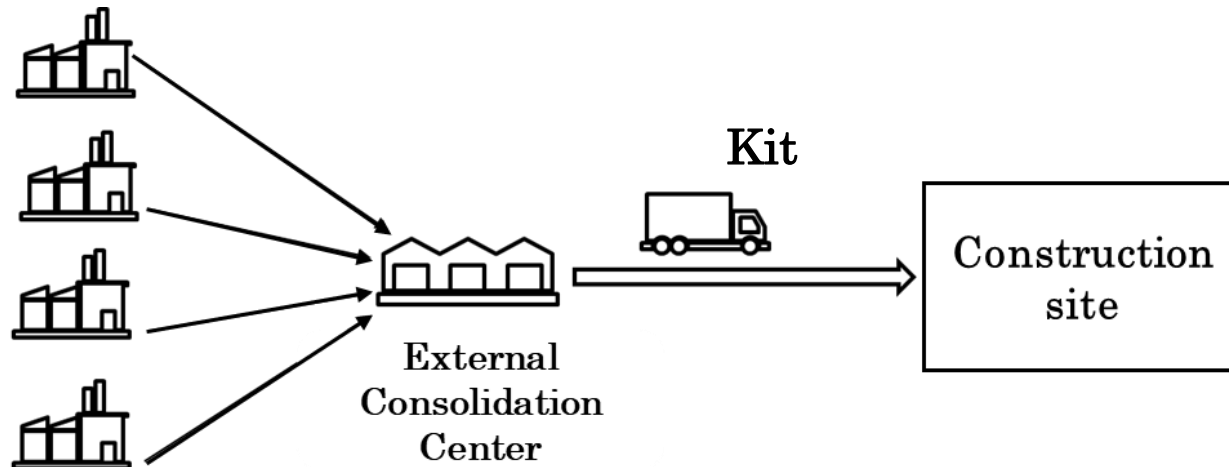 Kit
Construction
site
External
Consolidation
Center